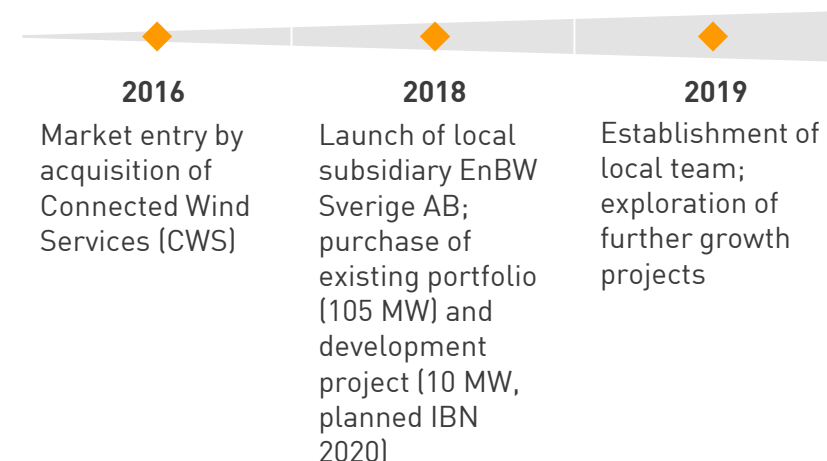 2016
Market entry by
acquisition of
Connected Wind
Services (CWS)
2018
Launch of local
subsidiary EnBW
Sverige AB;
purchase of
existing portfolio
(105 MW) and
development
project (10 MW,
planned IBN
2020)
2019
Establishment of
local team;
exploration of
further growth
projects